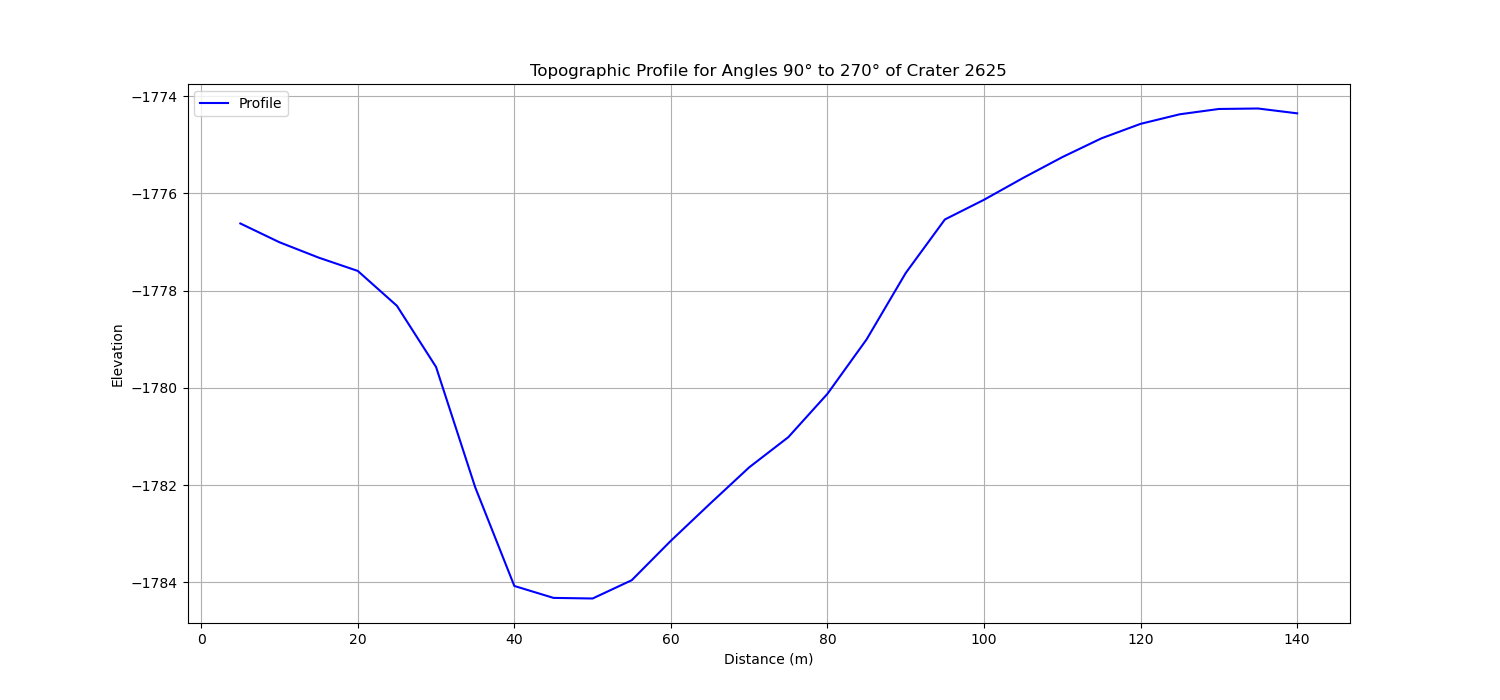 Topographic Profile for Angles 90° to 270° of Crater 2625
Profile
−1774
−1776
−1778
−1780
−1782
−1784
Elevation
0 20 40 60 80 100 120 140
Distance (m)